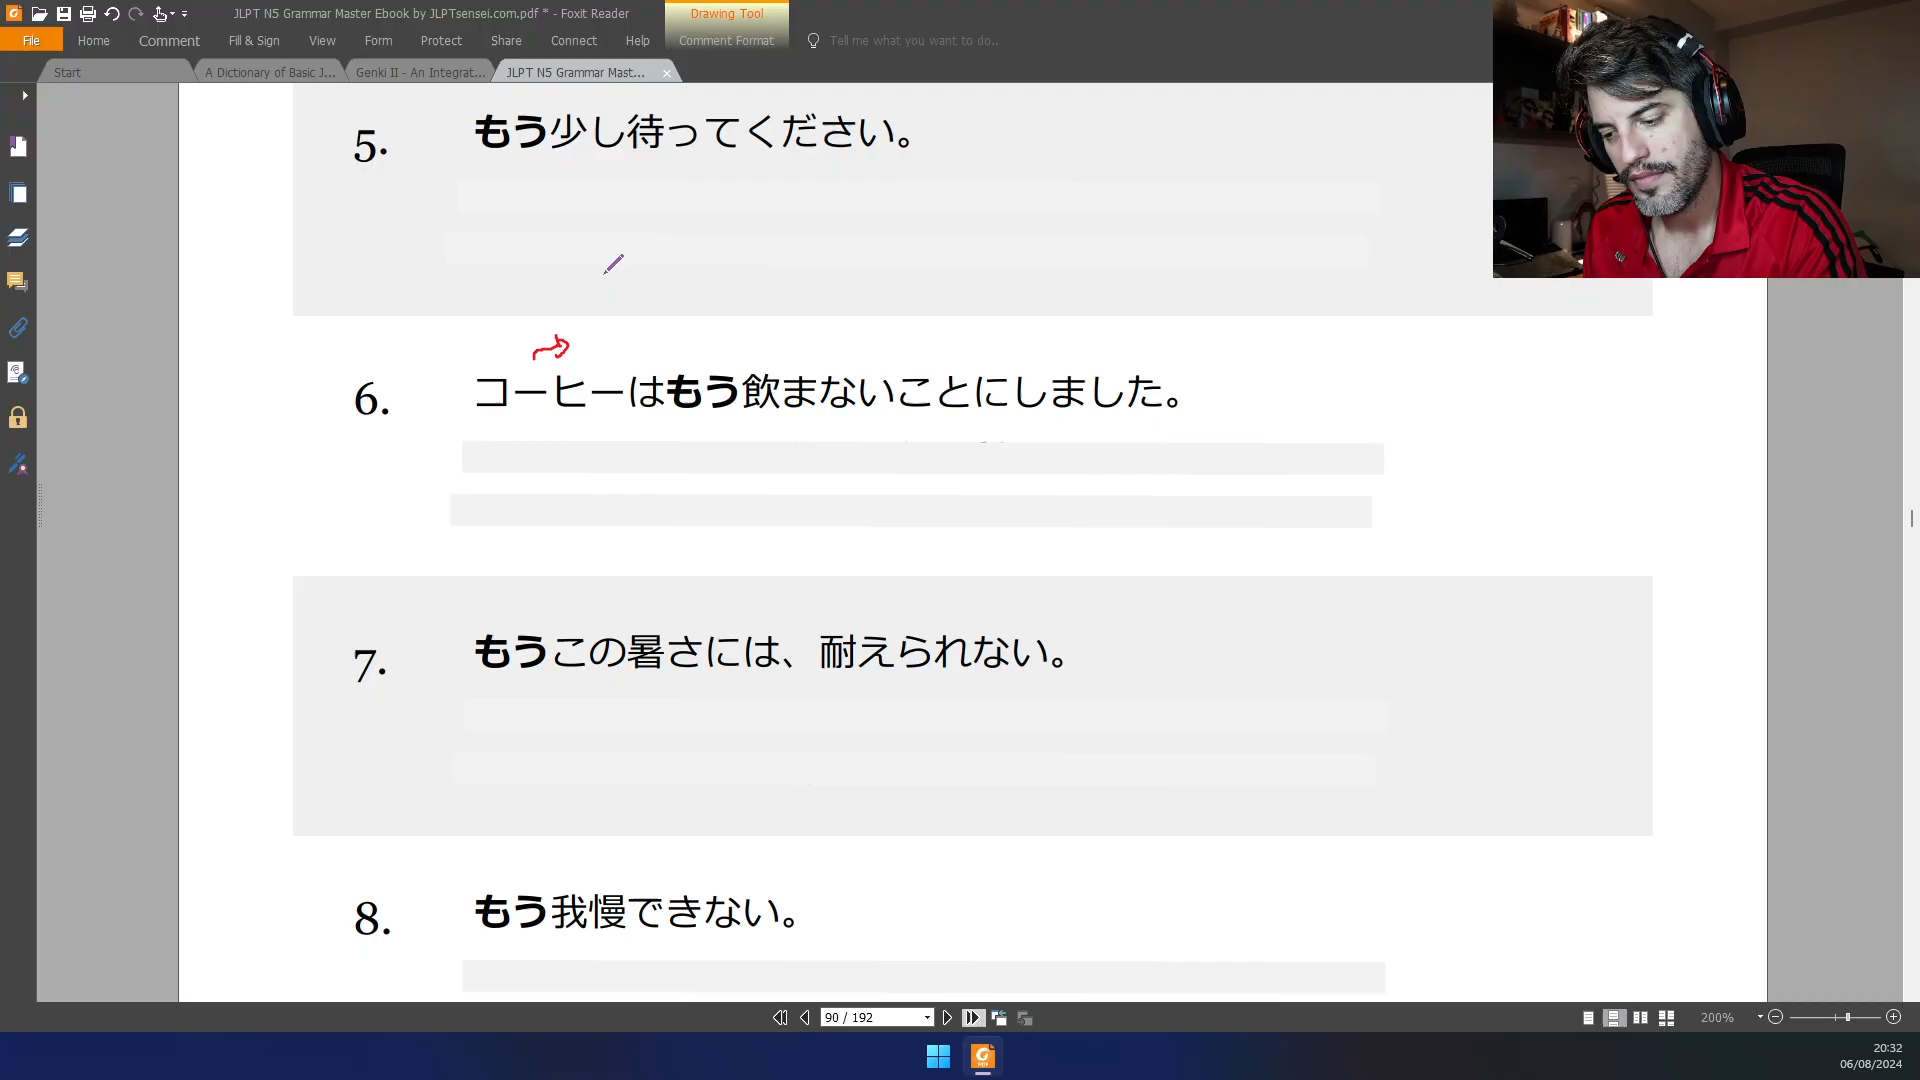 JLPT N5 Grammar Master Ebook by JLPTsensei.com.pdf * - Foxit Reader
Drawing Tool
File Home Comment Fill & Sign View Form Protect Share Connect Help Comment Format Tell me what you want to do..
Start A Dictionary of Basic J... Genki II - An Integrat... JLPT N5 Grammar Mast...
5. もう少し待ってください。
6. コーヒーはもう飲まないことにしました。
7. もうこの暑さには、耐えられない。
8. もう我慢できない。
90 / 192
200%
20:32
06/08/2024